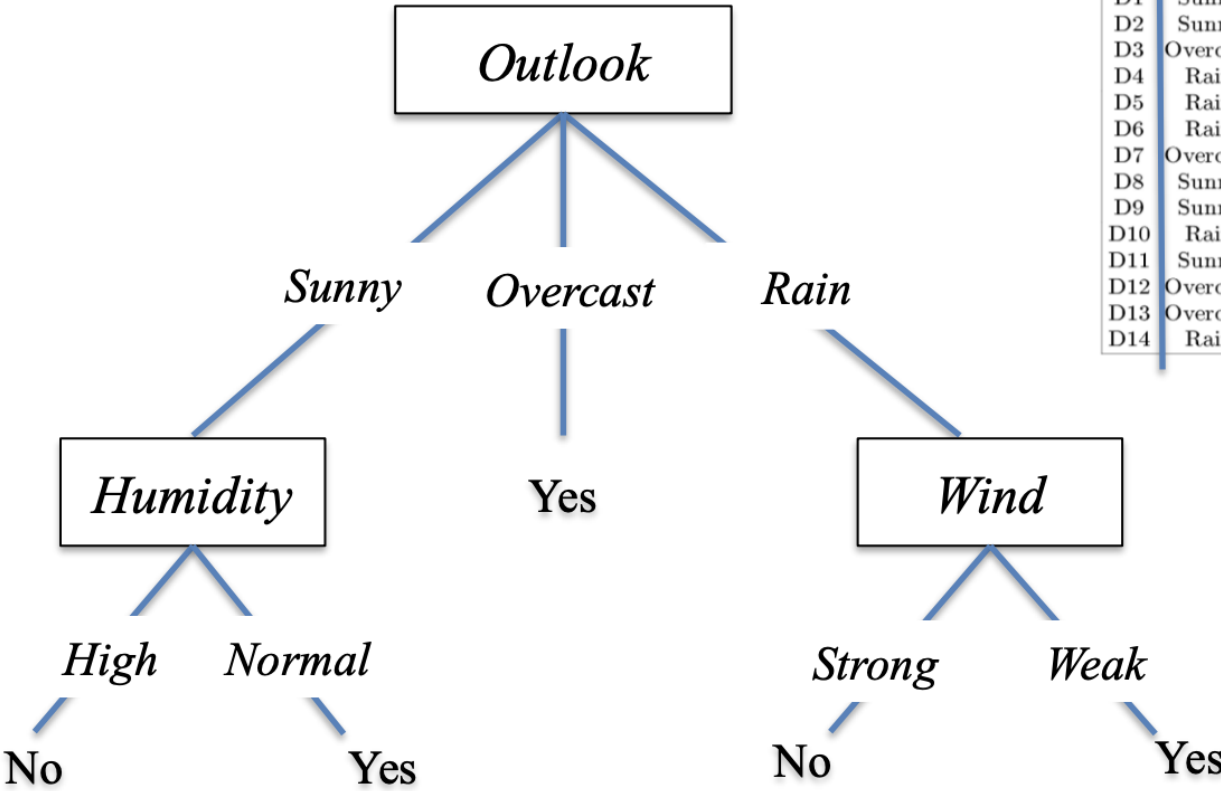 Outlook
Sunny Overcast Rain
Humidity Yes Wind
High Normal Strong Weak
No Yes No Yes
D2
D3
D4
D5
D6
D7
D8
D9
D10
D11
D12
D13
D14